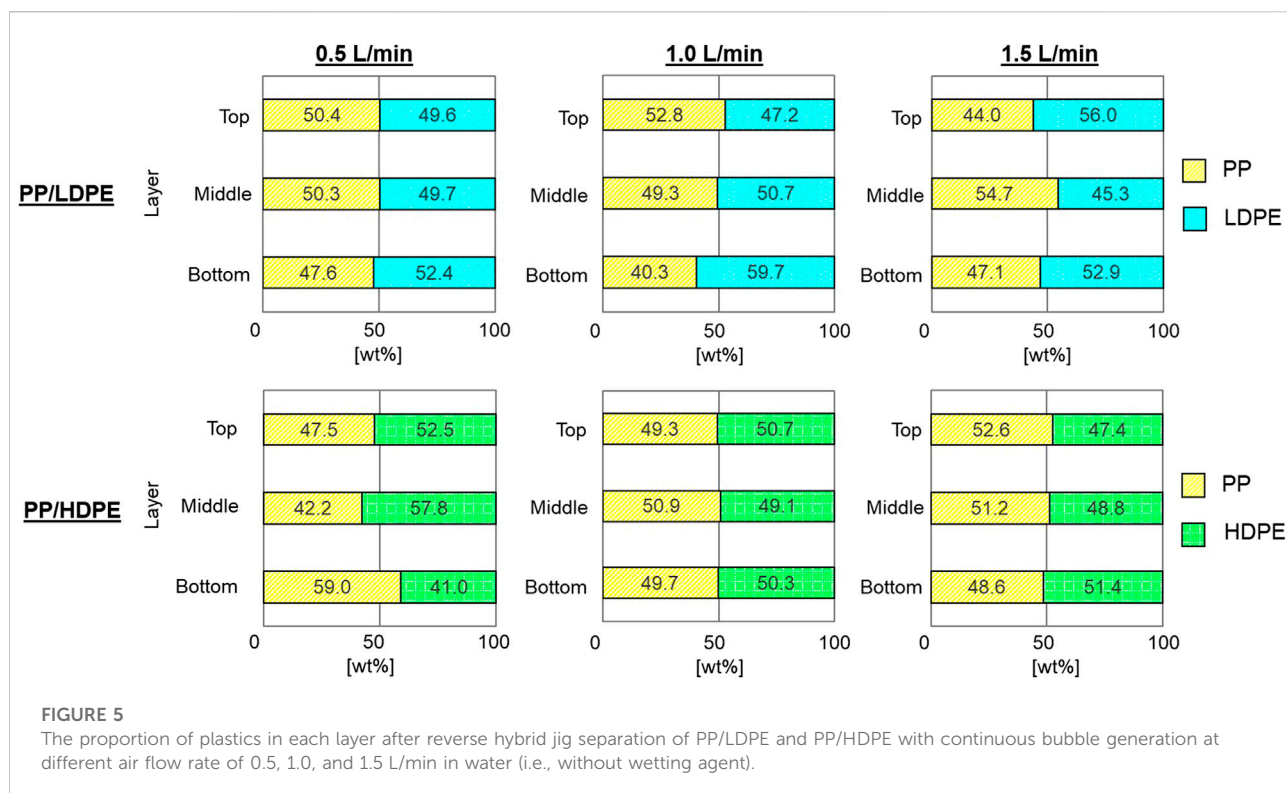 0.5 L/min 1.0 L/min 1.5 L/min
PP/LDPE
Layer
Top 50.4 49.6
Middle 50.3 49.7
Bottom 47.6 52.4
0 50 100
[wt%]
Top 52.8 47.2
Middle 49.3 50.7
Bottom 40.3 59.7
0 50 100
[wt%]
Top 44.0 56.0
Middle 54.7 45.3
Bottom 47.1 52.9
0 50 100
[wt%]
PP
LDPE
PP/HDPE
Layer
Top 47.5 52.5
Middle 42.2 57.8
Bottom 59.0 41.0
0 50 100
[wt%]
Top 49.3 50.7
Middle 50.9 49.1
Bottom 49.7 50.3
0 50 100
[wt%]
Top 52.6 47.4
Middle 51.2 48.8
Bottom 48.6 51.4
0 50 100
[wt%]
PP
HDPE
FIGURE 5
The proportion of plastics in each layer after reverse hybrid jig separation of PP/LDPE and PP/HDPE with continuous bubble generation at
different air flow rate of 0.5, 1.0, and 1.5 L/min in water (i.e., without wetting agent).